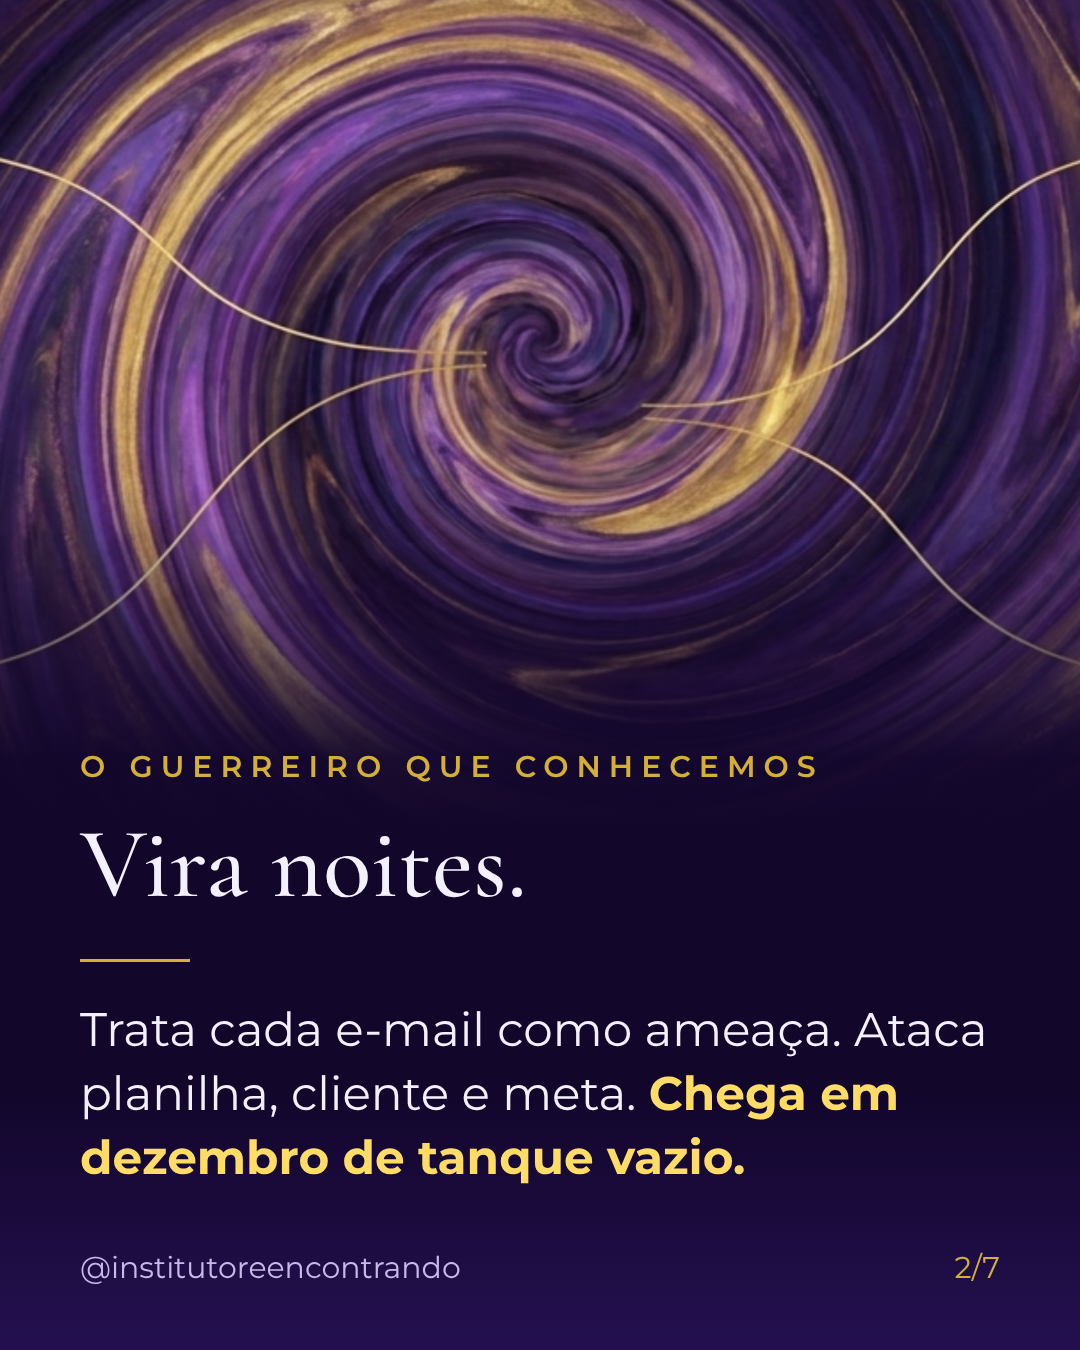 O GUERREIRO QUE CONHECEMOS
Vira noites.
Trata cada e-mail como ameaça. Ataca
planilha, cliente e meta. Chega em
dezembro de tanque vazio.
@institutoreencontrando
2/7